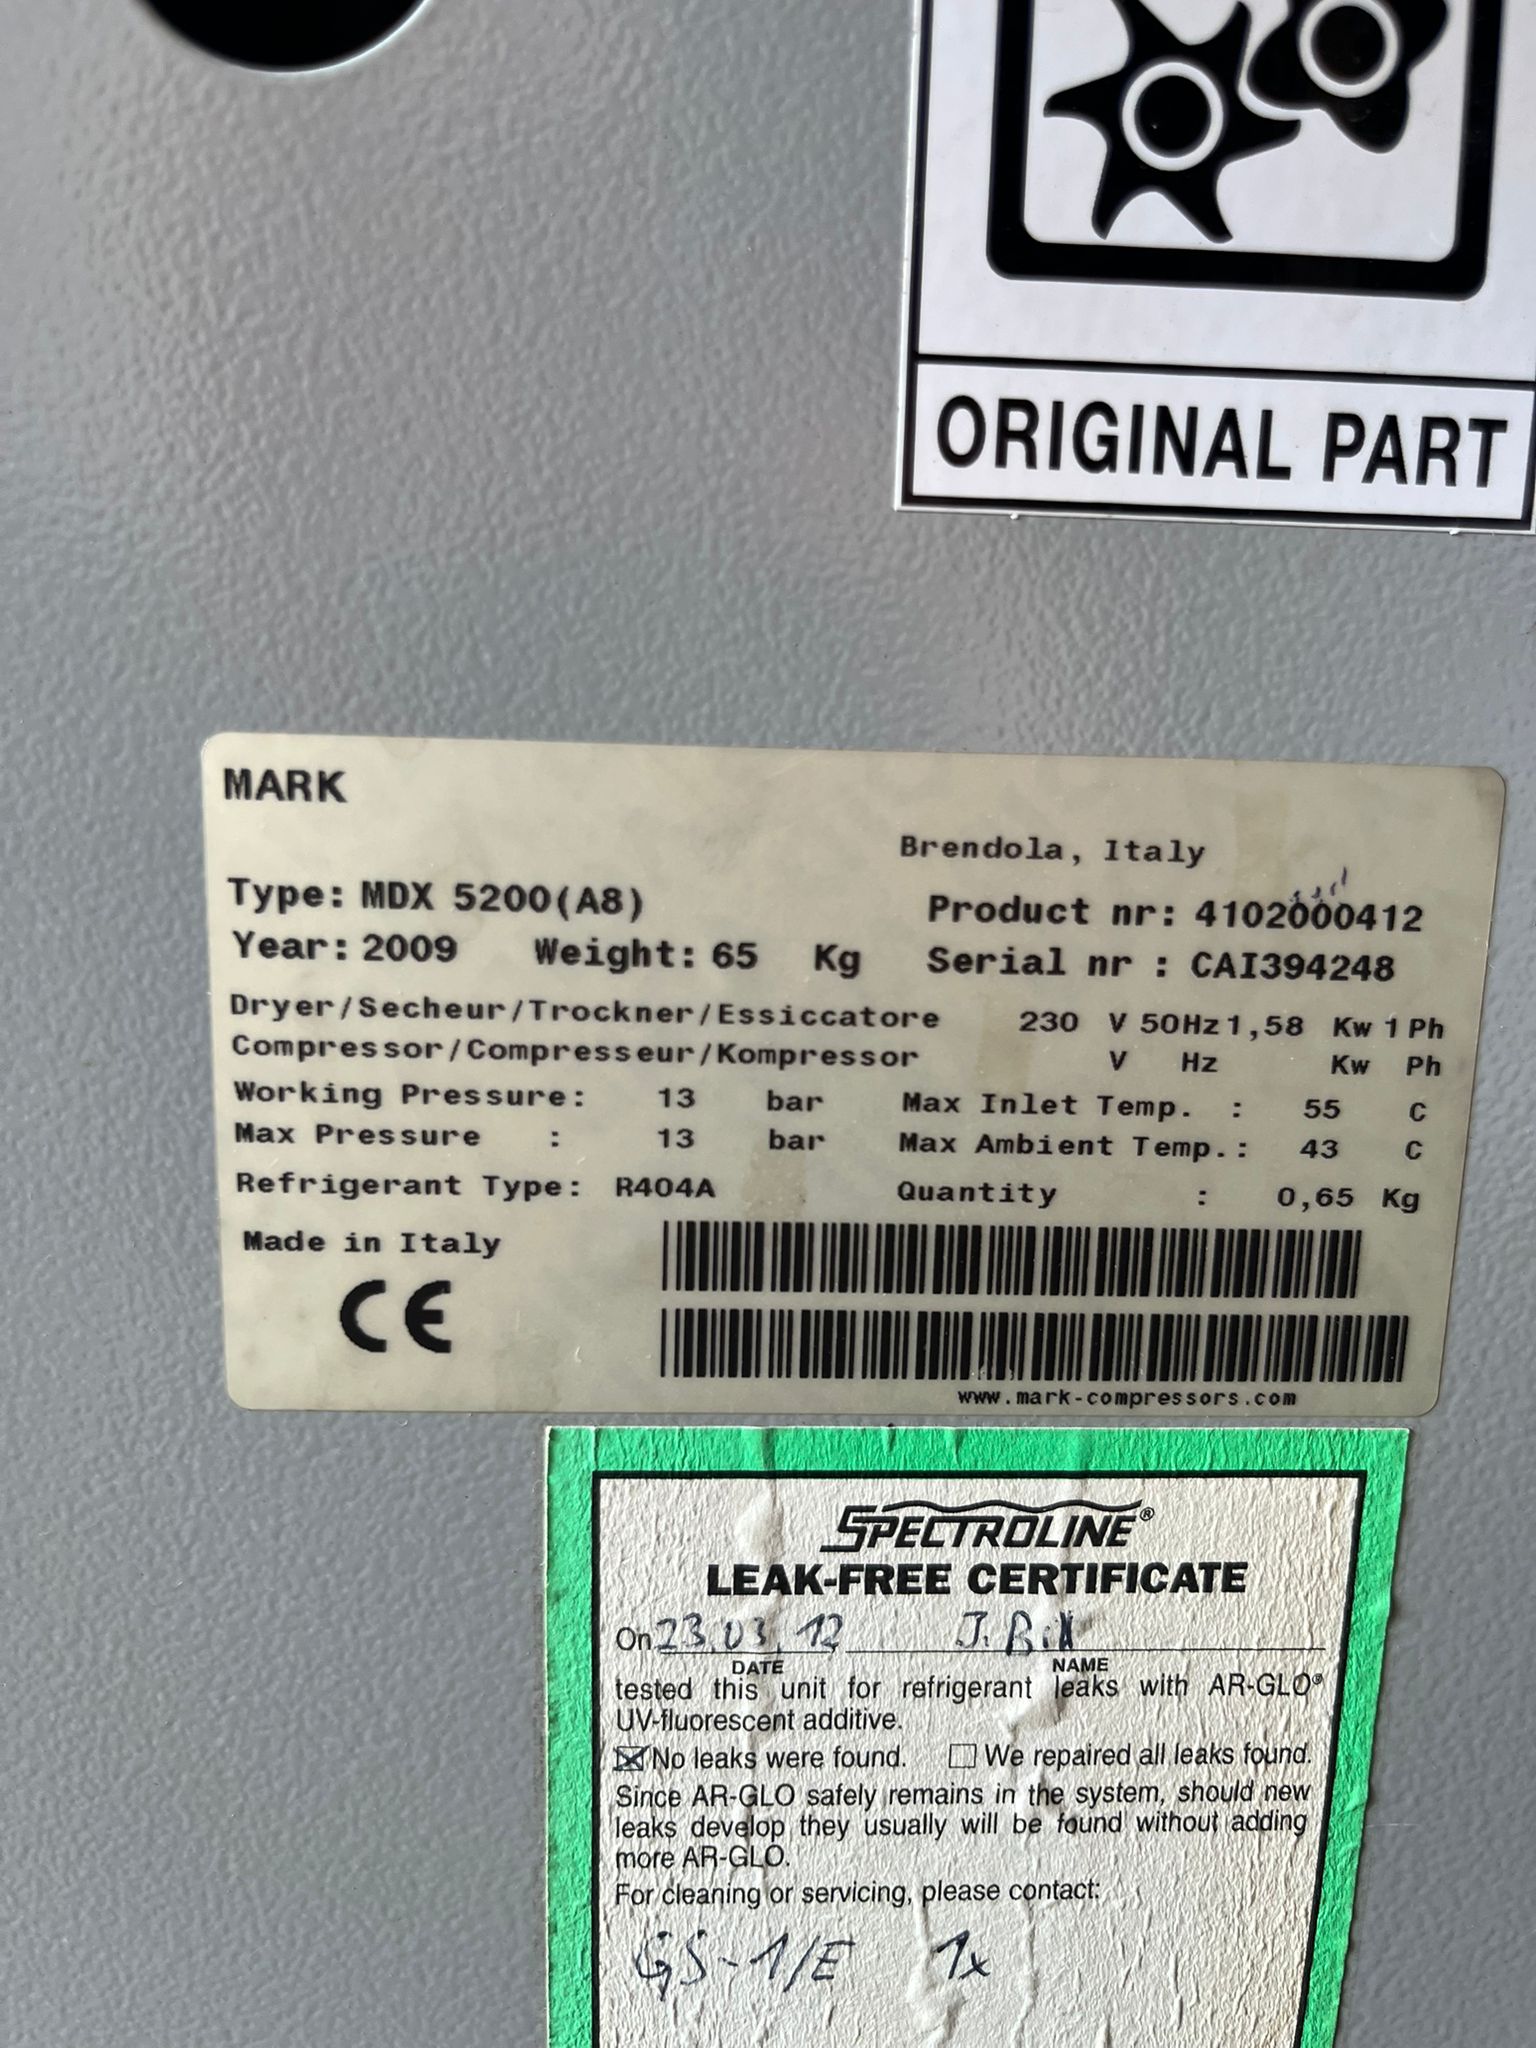 ORIGINAL PART
MARK
Brendola, Italy
Type: MDX 5200(A8) Product nr: 4102000412
Year: 2009 Weight: 65 Kg Serial nr : CAI394248
Dryer/Secheur/Trockner/Essiccatore 230 V 50Hz 1,58 Kw 1 Ph
Compressor/Compresseur/Kompressor V Hz Kw Ph
Working Pressure: 13 bar Max Inlet Temp. : 55 C
Max Pressure : 13 bar Max Ambient Temp.: 43 C
Refrigerant Type: R404A Quantity : 0,65 Kg
Made in Italy
CE
www.mark-compressors.com
SPECTROLINE®
LEAK-FREE CERTIFICATE
On 23.03.12 J.
DATE NAME
tested this unit for refrigerant leaks with AR-GLO®
UV-fluorescent additive.
No leaks were found. We repaired all leaks found.
Since AR-GLO safely remains in the system, should new
leaks develop they usually will be found without adding
more AR-GLO.
For cleaning or servicing, please contact:
GS-1/E 1x